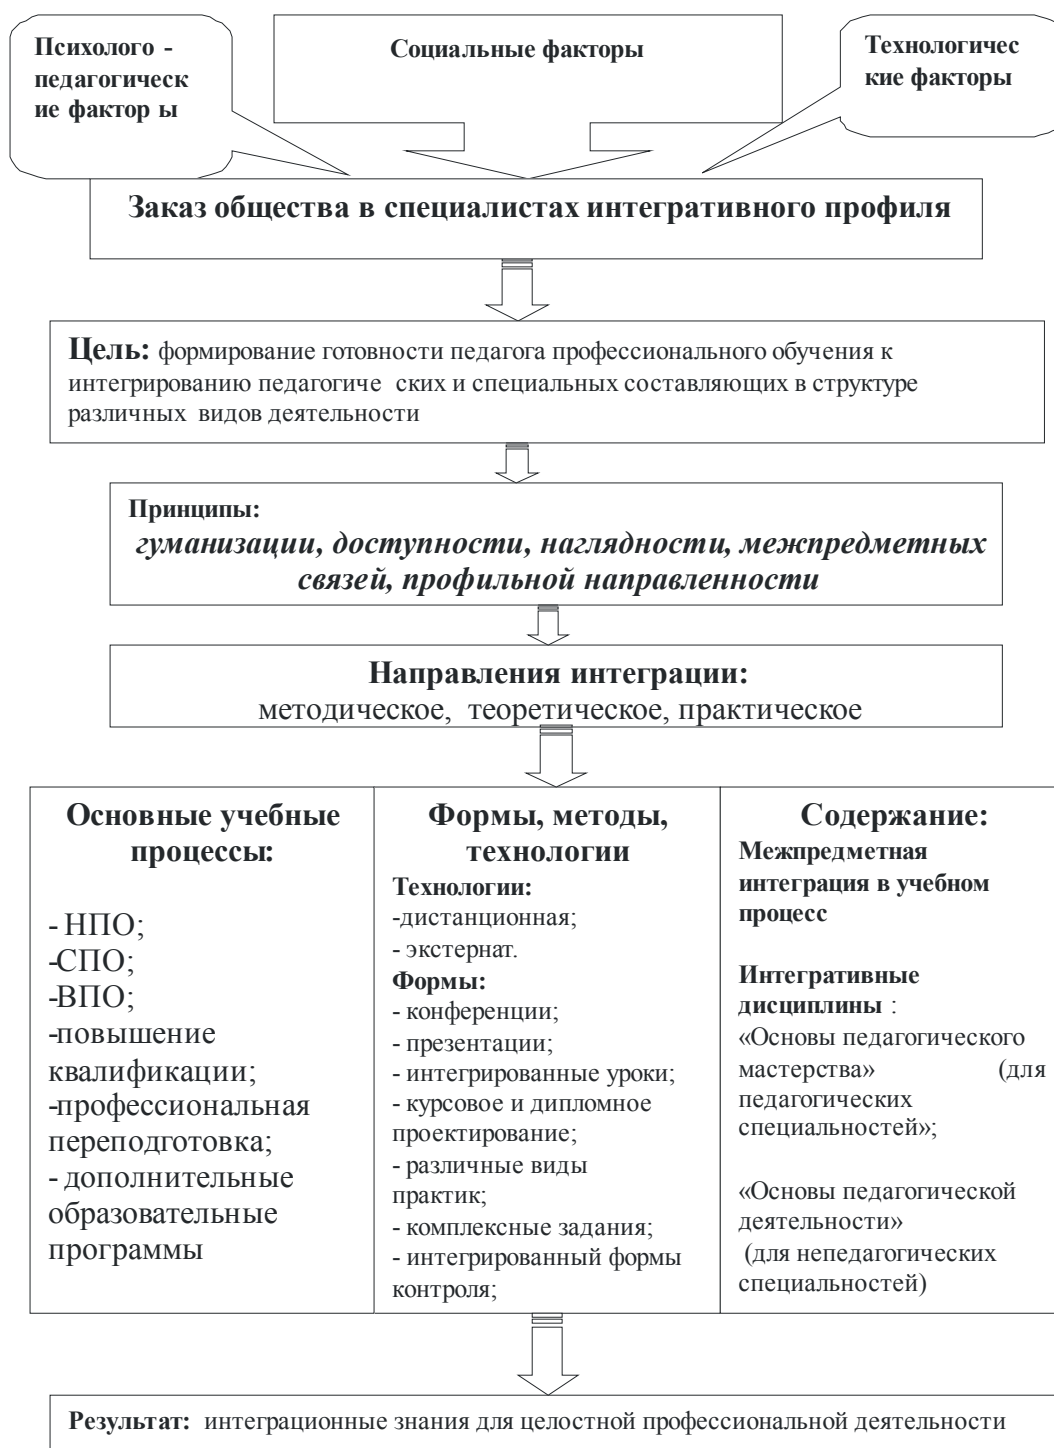 Психолого -
педагогическ
ие фактор ы
Социальные факторы
Технологичес
кие факторы
Заказ общества в специалистах интегративного профиля
Цель: формирование готовности педагога профессионального обучения к
интегрированию педагогиче ских и специальных составляющих в структуре
различных видов деятельности
Принципы:
гуманизации, доступности, наглядности, межпредметных
связей, профильной направленности
Направления интеграции:
методическое, теоретическое, практическое
Основные учебные
процессы:
- НПО;
-СПО;
-ВПО;
-повышение
квалификации;
-профессиональная
переподготовка;
- дополнительные
образовательные
программы
Формы, методы,
технологии
Технологии:
-дистанционная;
- экстернат.
Формы:
- конференции;
- презентации;
- интегрированные уроки;
- курсовое и дипломное
проектирование;
- различные виды
практик;
- комплексные задания;
- интегрированный формы
контроля;
Содержание:
Межпредметная
интеграция в учебном
процесс
Интегративные
дисциплины :
«Основы педагогического
мастерства» (для
педагогических
специальностей»;
«Основы педагогической
деятельности»
(для непедагогических
специальностей)
Результат: интеграционные знания для целостной профессиональной деятельности